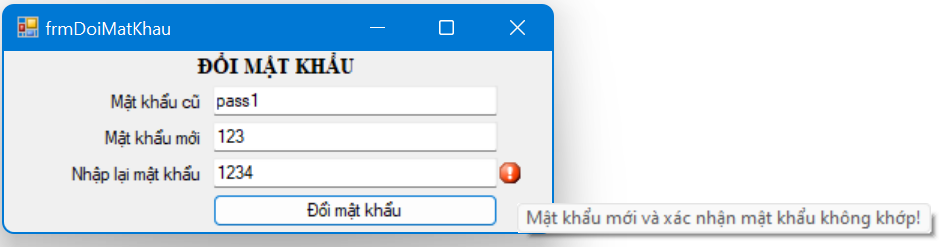 frmDoiMatKhau
ĐỔI MẬT KHẨU
Mật khẩu cũ pass1
Mật khẩu mới 123
Nhập lại mật khẩu 1234
Đổi mật khẩu
Mật khẩu mới và xác nhận mật khẩu không khớp!